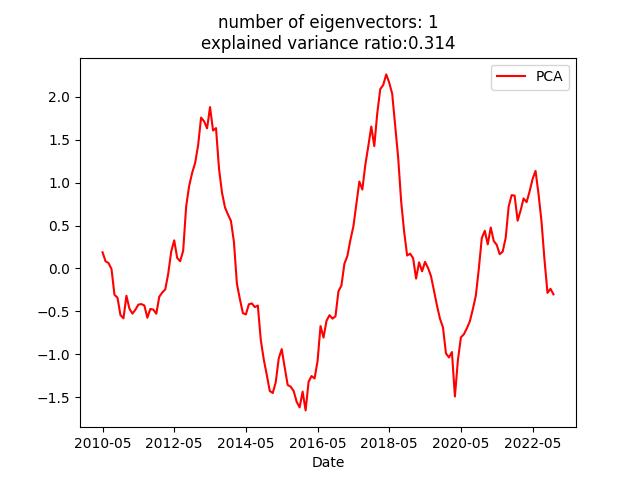 number of eigenvectors: 1
explained variance ratio:0.314
PCA
2.0
1.5
1.0
0.5
0.0
−0.5
−1.0
−1.5
2010-05 2012-05 2014-05 2016-05 2018-05 2020-05 2022-05
Date